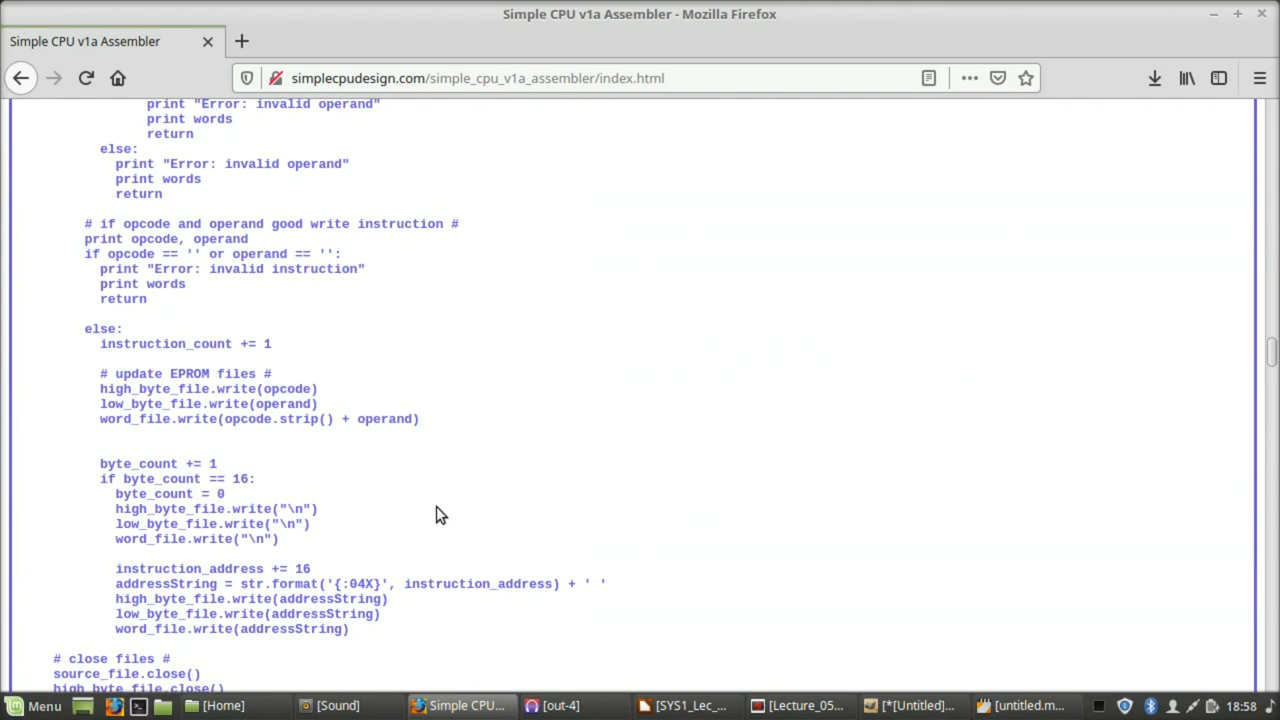 Simple CPU v1a Assembler - Mozilla Firefox
Simple CPU v1a Assembler
simplecpudesign.com/simple_cpu_v1a_assembler/index.html
print "Error: invalid operand"
print words
return
else:
print "Error: invalid operand"
print words
return
# if opcode and operand good write instruction #
print opcode, operand
if opcode == '' or operand == '':
print "Error: invalid instruction"
print words
return
else:
instruction_count += 1
# update EPROM files #
high_byte_file.write(opcode)
low_byte_file.write(operand)
word_file.write(opcode.strip() + operand)
byte_count += 1
if byte_count == 16:
byte_count = 0
high_byte_file.write("\n")
low_byte_file.write("\n")
word_file.write("\n")
instruction_address += 16
addressString = str.format('{:04X}', instruction_address) + ' '
high_byte_file.write(addressString)
low_byte_file.write(addressString)
word_file.write(addressString)
# close files #
source_file.close()
high_byte_file.close()
Menu [Home] [Sound] Simple CPU... [out-4] [SYS1_Lec_... [Lecture_05... [*[Untitled]... [untitled.m... 18:58